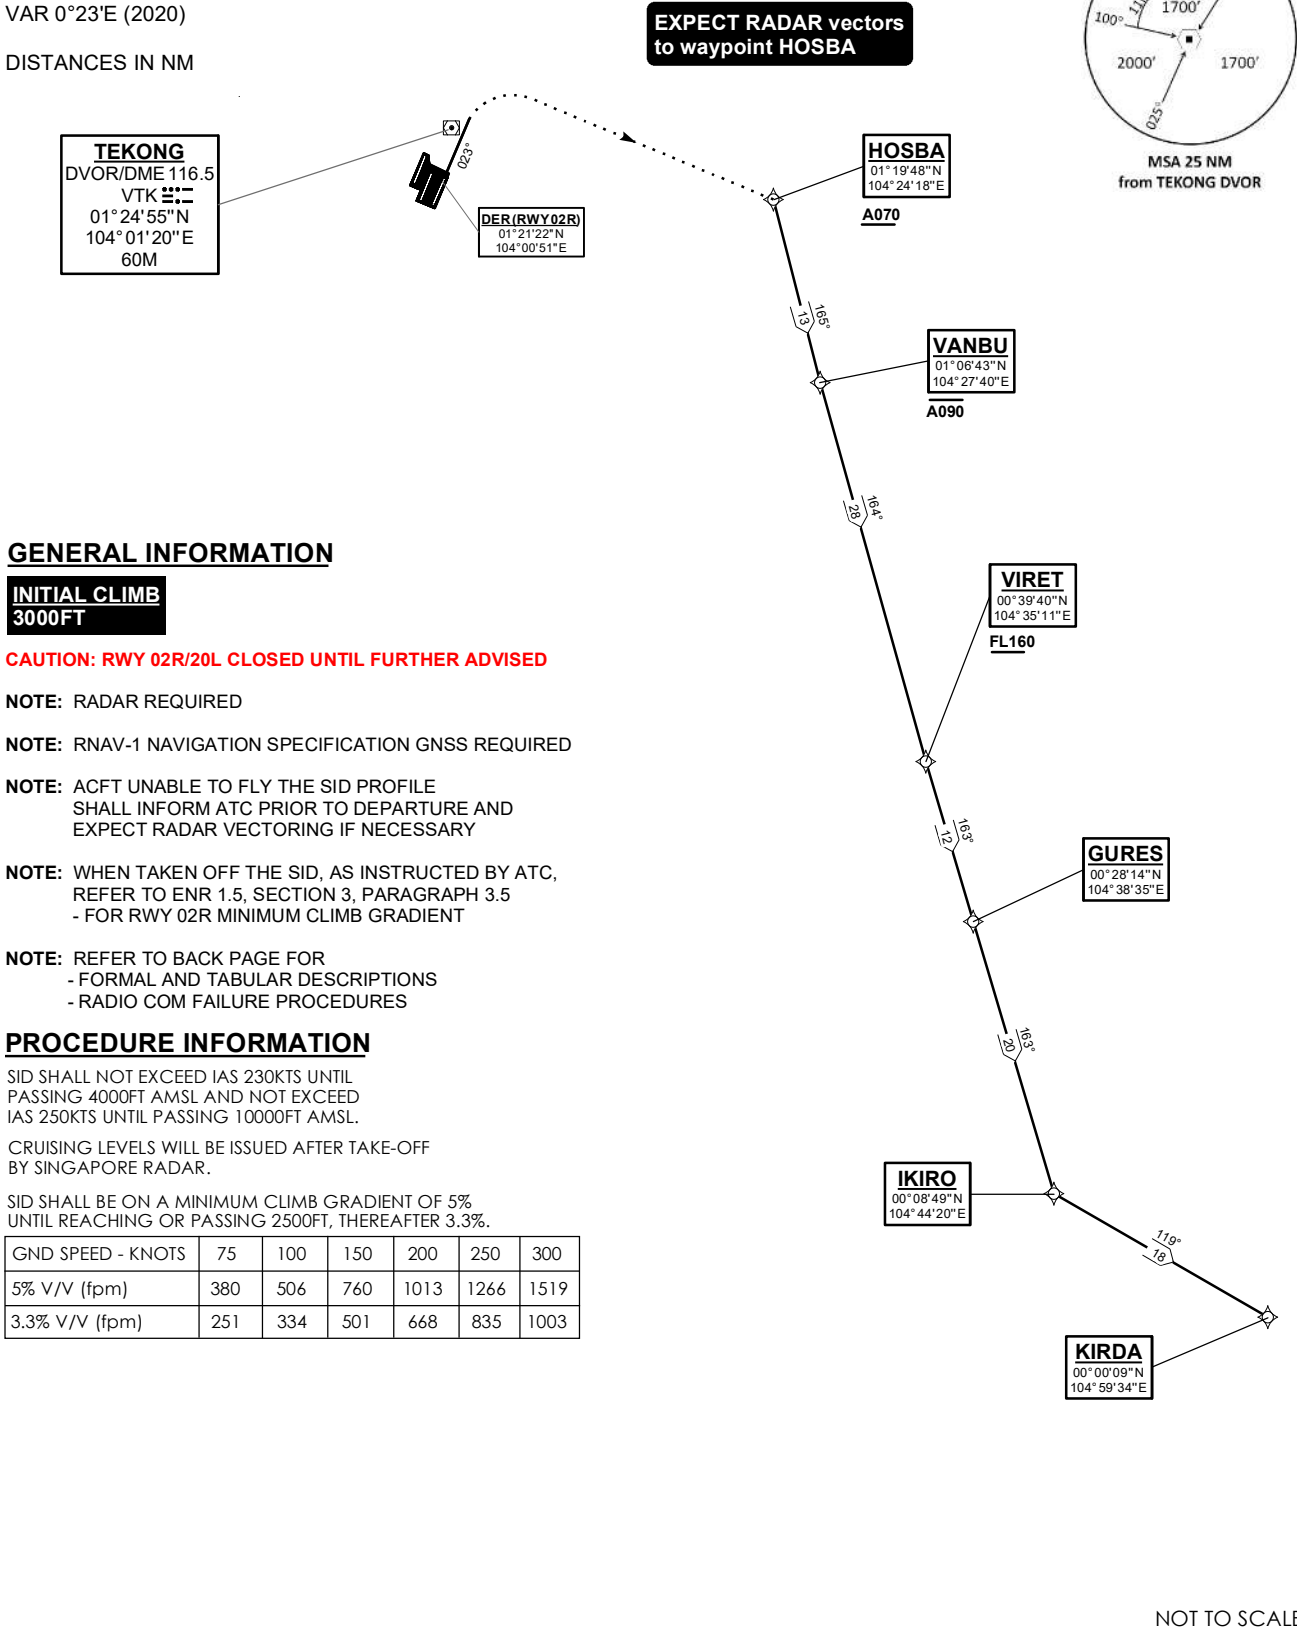 VAR 0°23'E (2020)
DISTANCES IN NM
EXPECT RADAR vectors
to waypoint HOSBA
100°
1700'
2000'
1700'
025°
MSA 25 NM
from TEKONG DVOR
TEKONG
DVOR/DME 116.5
VTK
01°24'55"N
104°01'20"E
60M
023°
DER(RWY02R)
01°21'22"N
104°00'51"E
HOSBA
01°19'48"N
104°24'18"E
A070
165°
13
VANBU
01°06'43"N
104°27'40"E
A090
164°
28
VIRET
00°39'40"N
104°35'11"E
FL160
163°
12
GURES
00°28'14"N
104°38'35"E
163°
20
IKIRO
00°08'49"N
104°44'20"E
119°
18
KIRDA
00°00'09"N
104°59'34"E
GENERAL INFORMATION
INITIAL CLIMB
3000FT
CAUTION: RWY 02R/20L CLOSED UNTIL FURTHER ADVISED
NOTE: RADAR REQUIRED
NOTE: RNAV-1 NAVIGATION SPECIFICATION GNSS REQUIRED
NOTE: ACFT UNABLE TO FLY THE SID PROFILE
SHALL INFORM ATC PRIOR TO DEPARTURE AND
EXPECT RADAR VECTORING IF NECESSARY
NOTE: WHEN TAKEN OFF THE SID, AS INSTRUCTED BY ATC,
REFER TO ENR 1.5, SECTION 3, PARAGRAPH 3.5
- FOR RWY 02R MINIMUM CLIMB GRADIENT
NOTE: REFER TO BACK PAGE FOR
- FORMAL AND TABULAR DESCRIPTIONS
- RADIO COM FAILURE PROCEDURES
PROCEDURE INFORMATION
SID SHALL NOT EXCEED IAS 230KTS UNTIL
PASSING 4000FT AMSL AND NOT EXCEED
IAS 250KTS UNTIL PASSING 10000FT AMSL.
CRUISING LEVELS WILL BE ISSUED AFTER TAKE-OFF
BY SINGAPORE RADAR.
SID SHALL BE ON A MINIMUM CLIMB GRADIENT OF 5%
UNTIL REACHING OR PASSING 2500FT, THEREAFTER 3.3%.
GND SPEED - KNOTS 75 100 150 200 250 300
5% V/V (fpm) 380 506 760 1013 1266 1519
3.3% V/V (fpm) 251 334 501 668 835 1003
NOT TO SCALE